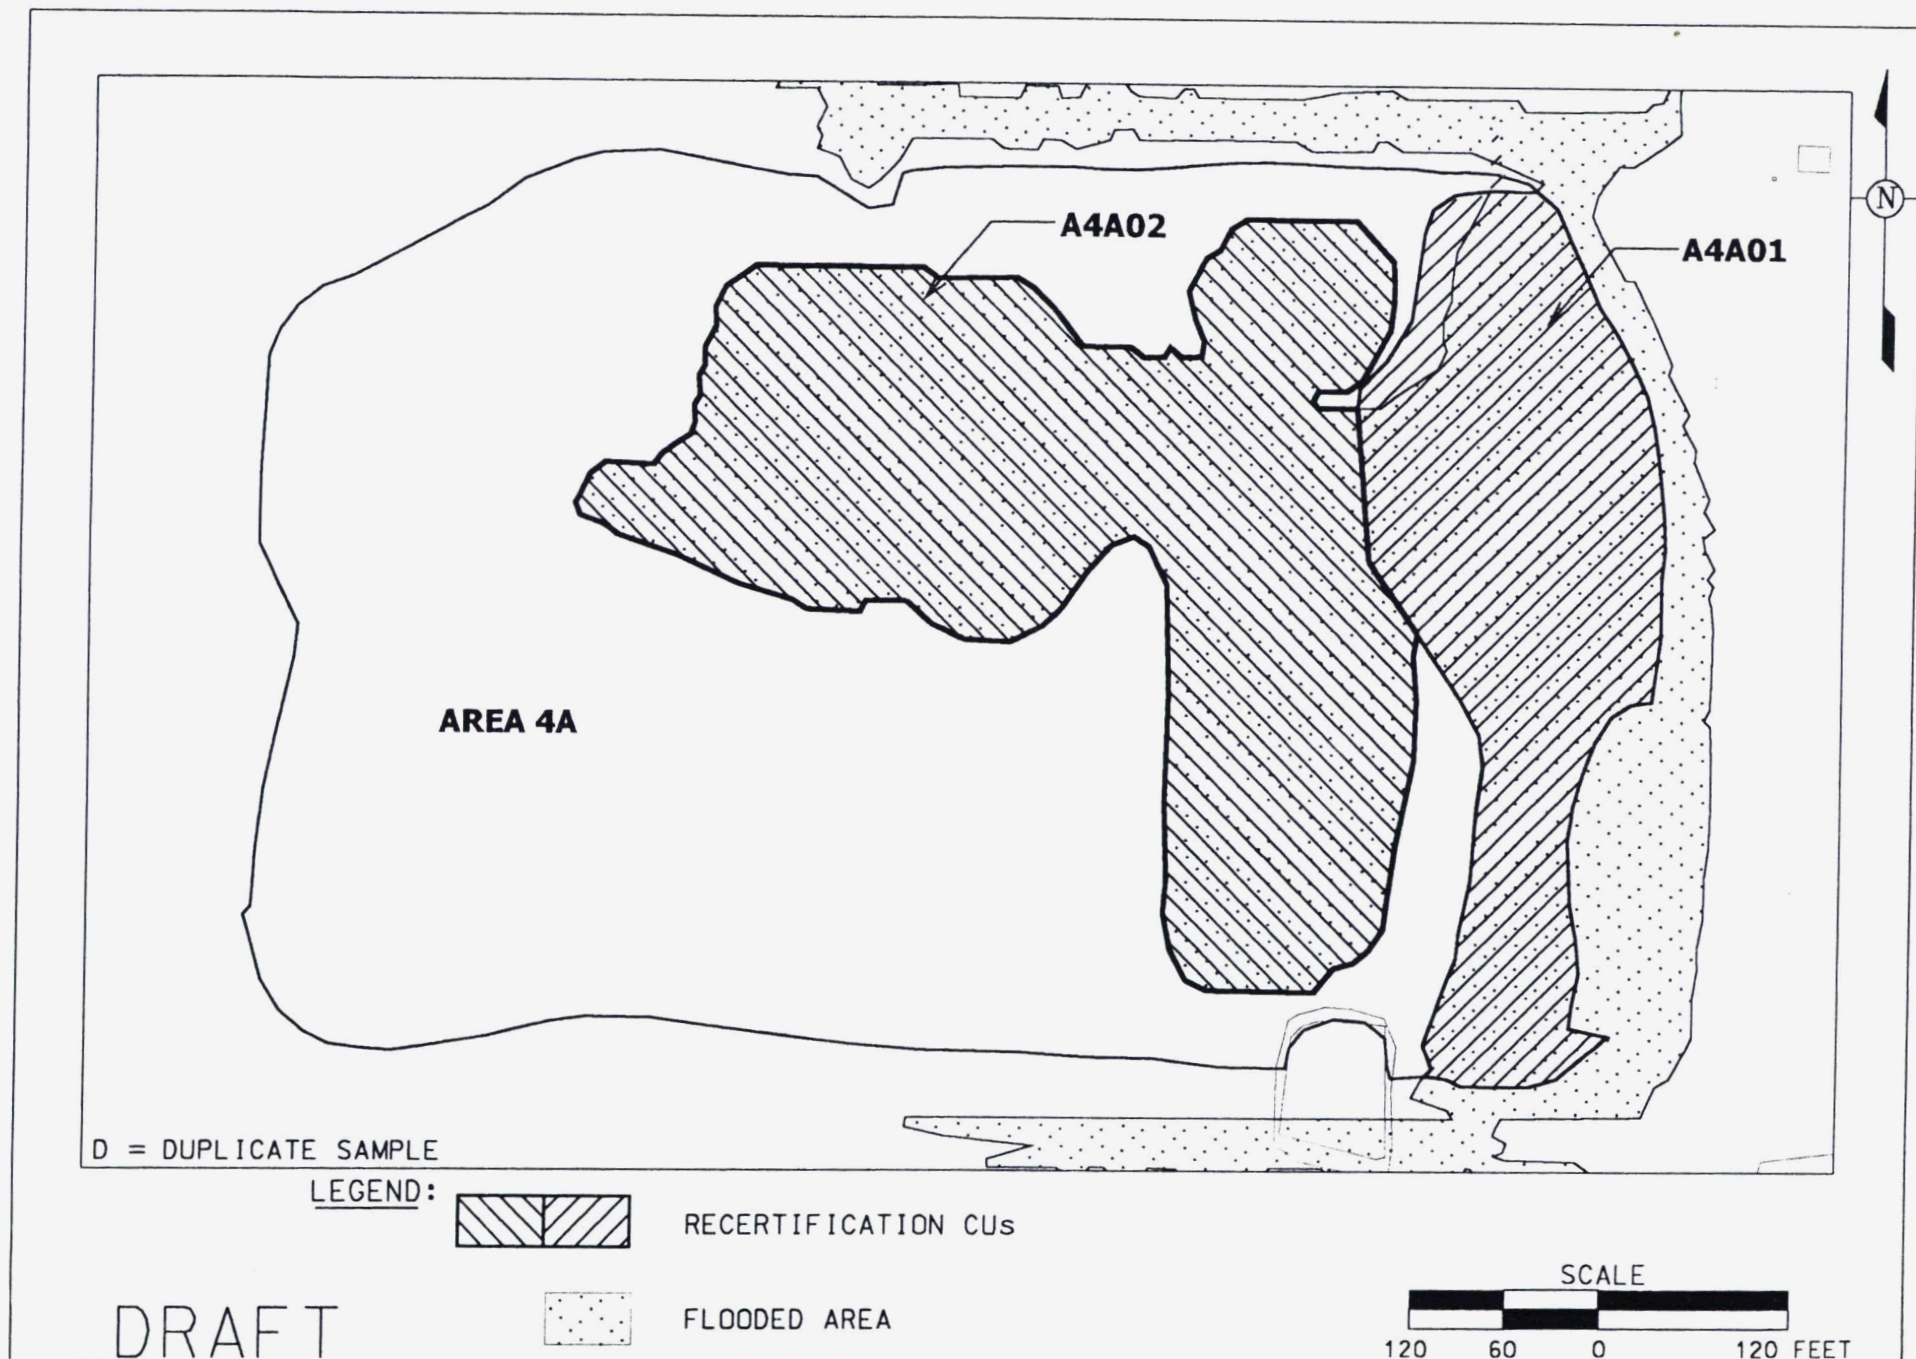 N
A4A02
A4A01
AREA 4A
D = DUPLICATE SAMPLE
LEGEND:
RECERTIFICATION CUs
FLOODED AREA
DRAFT
SCALE
120 60 0 120 FEET